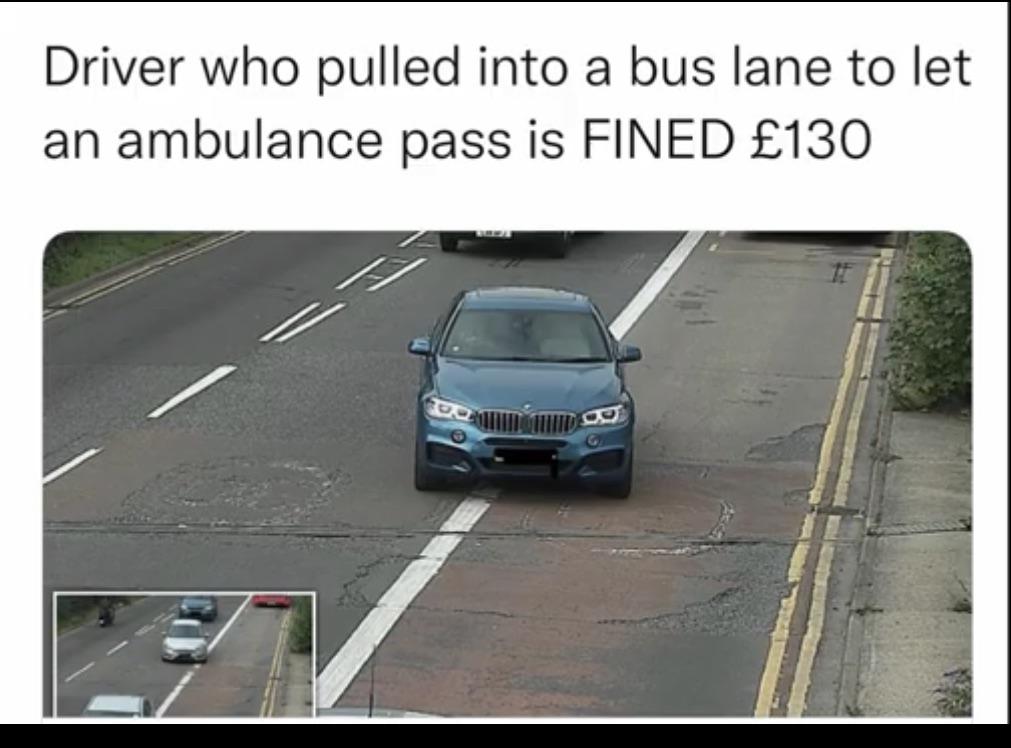 Driver who pulled into a bus lane to let
an ambulance pass is FINED £130